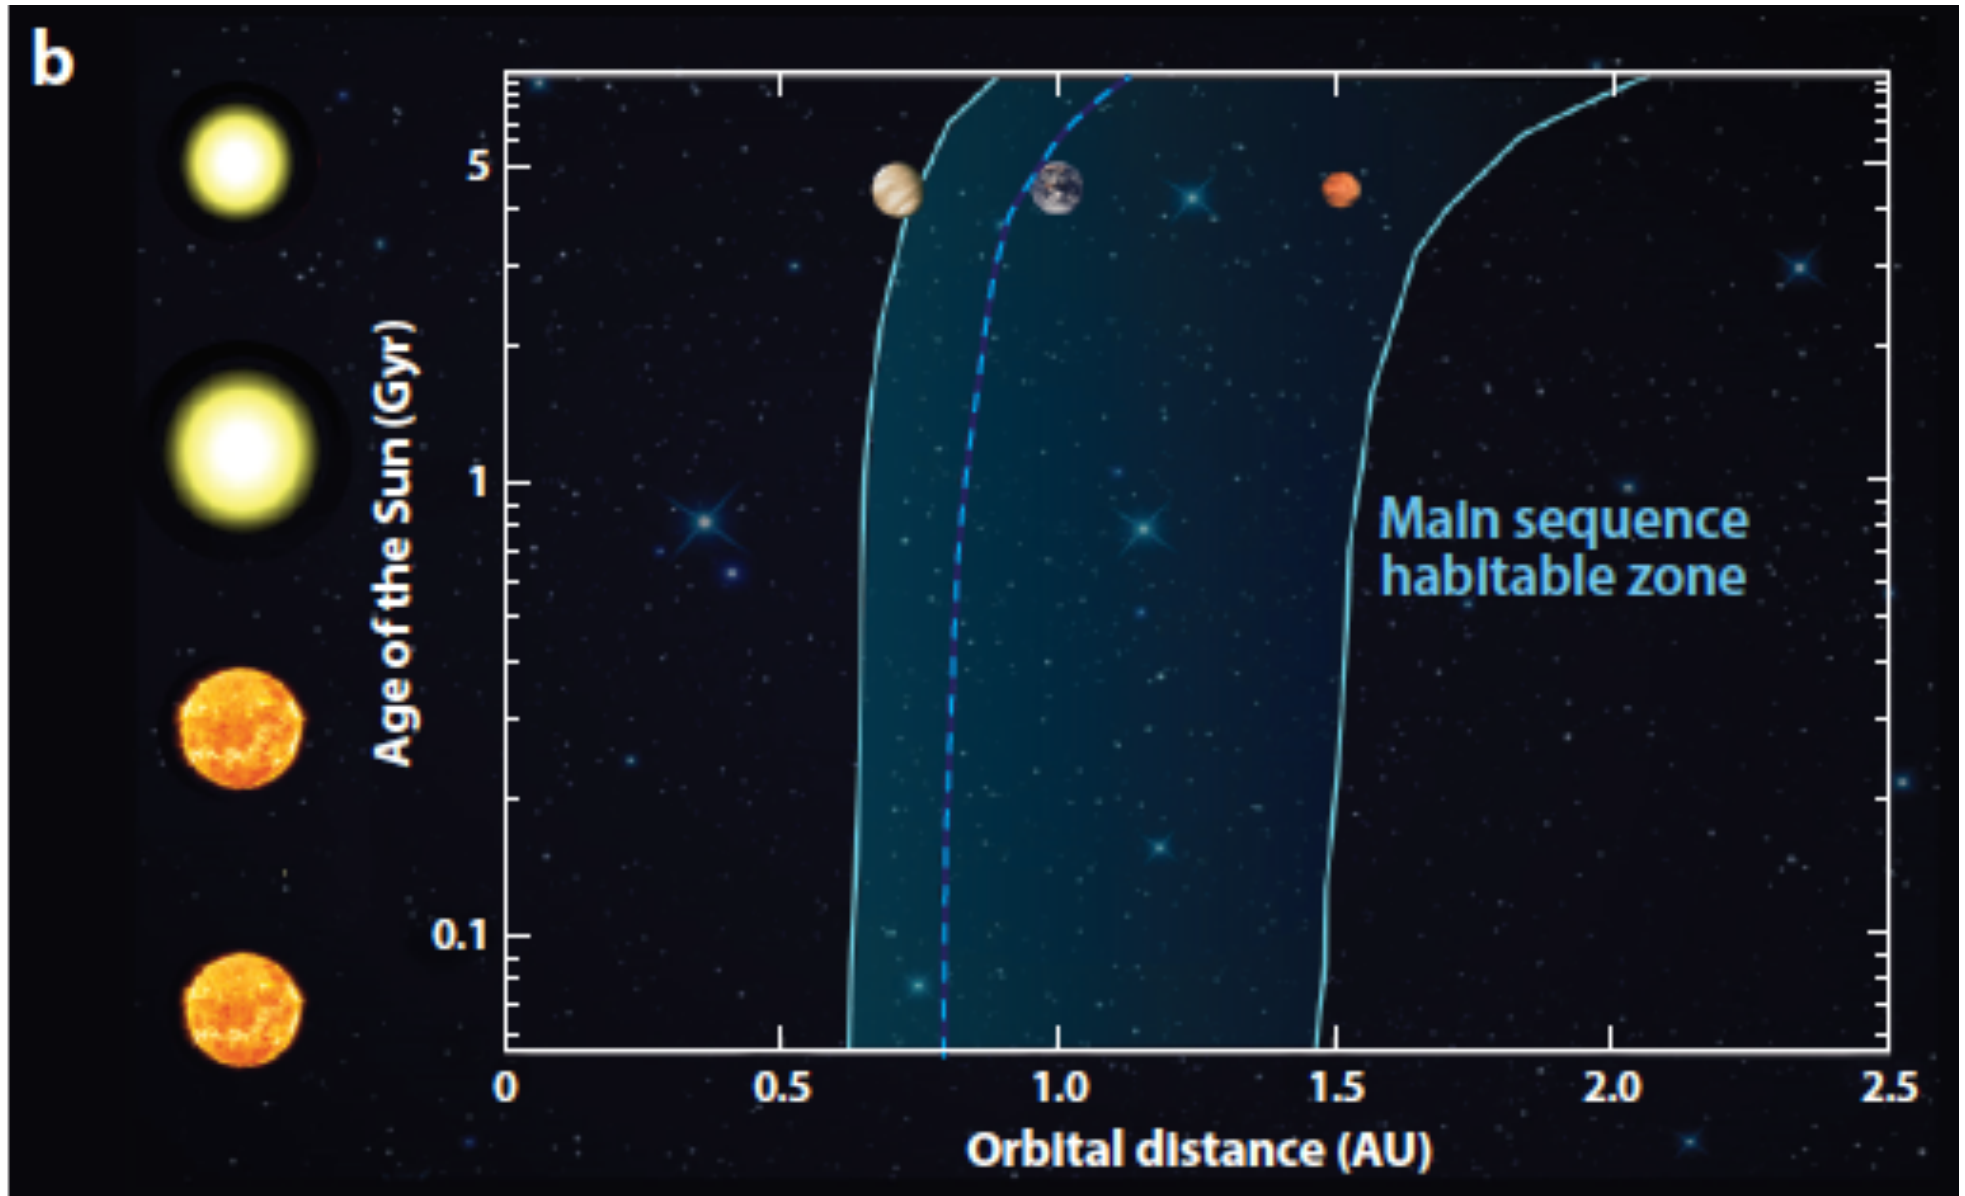 b
Age of the Sun (Gyr)
5
1
0.1
Main sequence
habitable zone
0
0.5
1.0
1.5
2.0
2.5
Orbital distance (AU)